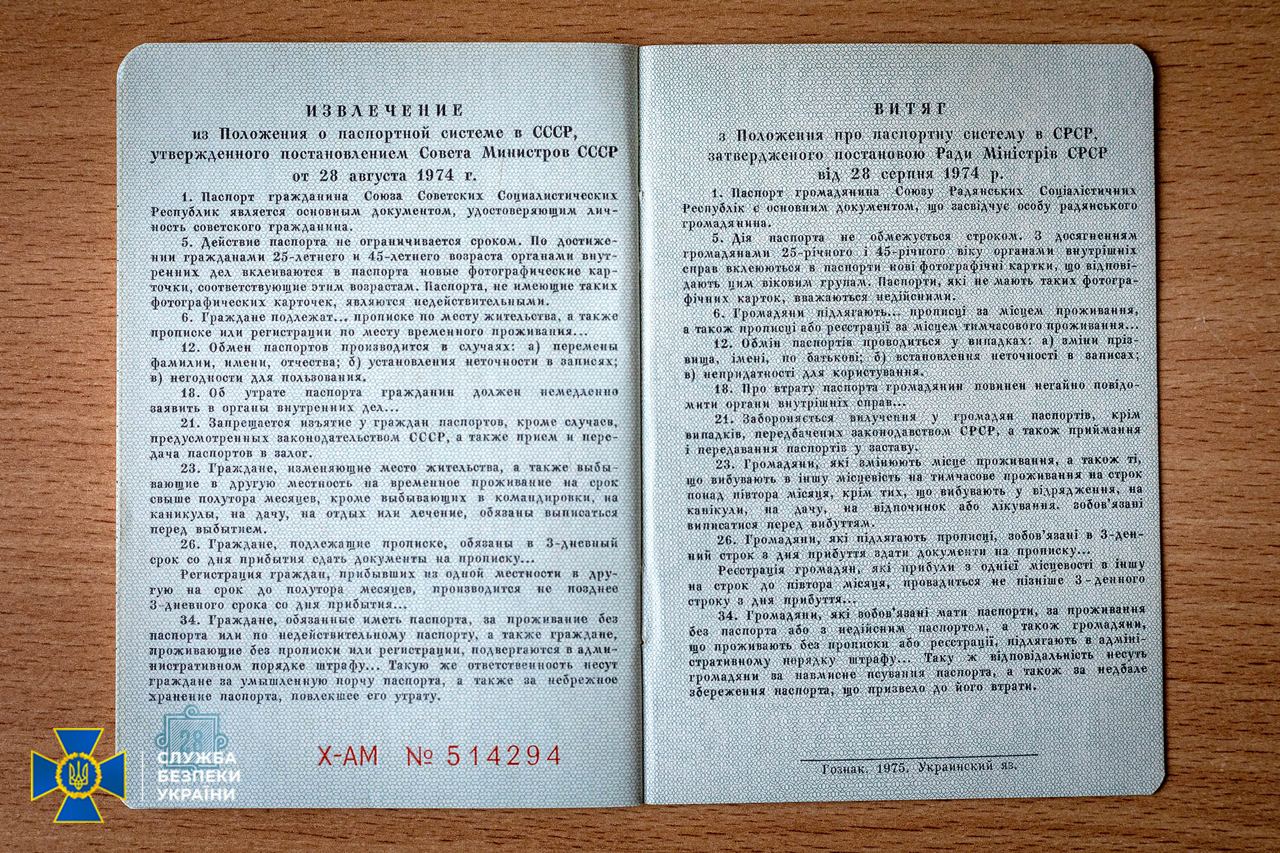 ИЗВЛЕЧЕНИЕ
из Положения о паспортной системе в СССР,
утвержденного постановлением Совета Министров СССР
от 28 августа 1974 г.
1. Паспорт гражданина Союза Советских Социалистических
Республик является основным документом, удостоверяющим лич-
ность советского гражданина.
5. Действие паспорта не ограничивается сроком. По достиже-
нии гражданами 25-летнего и 45-летнего возраста органами внут-
ренних дел вклеиваются в паспорта новые фотографические кар-
точки, соответствующие этим возрастам. Паспорта, не имеющие таких
фотографических карточек, являются недействительными.
6. Граждане подлежат... прописке по месту жительства, а также
прописке или регистрации по месту временного проживания...
12. Обмен паспортов производится в случаях: а) перемены
фамилии, имени, отчества; б) установления неточности в записях;
в) негодности для пользования.
18. Об утрате паспорта гражданин должен немедленно
заявить в органы внутренних дел...
21. Запрещается изъятие у граждан паспортов, кроме случаев,
предусмотренных законодательством СССР, а также прием и пере-
дача паспортов в залог.
23. Граждане, изменяющие место жительства, а также выбы-
вающие в другую местность на временное проживание на срок
свыше полутора месяцев, кроме выбывающих в командировки, на
каникулы, на дачу, на отдых или лечение, обязаны выписаться
перед выбытием.
26. Граждане, подлежащие прописке, обязаны в 3-дневный
срок со дня прибытия сдать документы на прописку...
Регистрация граждан, прибывших из одной местности в дру-
гую на срок до полутора месяцев, производится не позднее
3-дневного срока со дня прибытия...
34. Граждане, обязанные иметь паспорта, за проживание без
паспорта или по недействительному паспорту, а также граждане,
проживающие без прописки или регистрации, подвергаются в адми-
нистративном порядке штрафу... Такую же ответственность несут
граждане за умышленную порчу паспорта, а также за небрежное
хранение паспорта, повлекшее его утрату.
28
Х-АМ № 514294
ВИТЯГ
з Положення про паспортну систему в СРСР,
затвердженого постановою Ради Міністрів СРСР
від 28 серпня 1974 р.
1. Паспорт громадянина Союзу Радянських Соціалістичних
Республік є основним документом, що засвідчує особу радянського
громадянина.
5. Дія паспорта не обмежується строком. З досягненням
громадянами 25-річного і 45-річного віку органами внутрішніх
справ вклеюються в паспорти нові фотографічні картки, що відпові-
дають цим віковим групам. Паспорти, які не мають таких фотогра-
фічних карток, вважаються недійсними.
6. Громадяни підлягають... прописці за місцем проживання,
а також прописці або реєстрації за місцем тимчасового проживання...
12. Обмін паспортів проводиться у випадках: а) зміни пріз-
вища, імені, по батькові; б) встановлення неточності в записах;
в) непридатності для користування.
18. Про втрату паспорта громадянин повинен негайно повідо-
мити органи внутрішніх справ...
21. Забороняється вилучення у громадян паспортів, крім
випадків, передбачених законодавством СРСР, а також приймання
і передавання паспортів у заставу.
23. Громадяни, які змінюють місце проживання, а також ті,
що вибувають в іншу місцевість на тимчасове проживання на строк
понад півтора місяця, крім тих, що вибувають у відрядження, на
канікули, на дачу, на відпочинок або лікування. зобов'язані
виписатися перед вибуттям.
26. Громадяни, які підлягають прописці, зобов'язані в 3-ден-
ний строк з дня прибуття здати документи на прописку...
Реєстрація громадян, які прибули з однієї місцевості в іншу
на строк до півтора місяця, провадиться не пізніше 3-денного
строку з дня прибуття...
34. Громадяни, які зобов'язані мати паспорти, за проживання
без паспорта або з недійсним паспортом, а також громадяни,
що проживають без прописки або реєстрації, підлягають в адміні-
стративному порядку штрафу... Таку ж відповідальність несуть
громадяни за навмисне псування паспорта, а також за недбале
збереження паспорта, що призвело до його втрати.
Гознак. 1975. Украинский яз.
СЛУЖБА
БЕЗПЕКИ
УКРАЇНИ